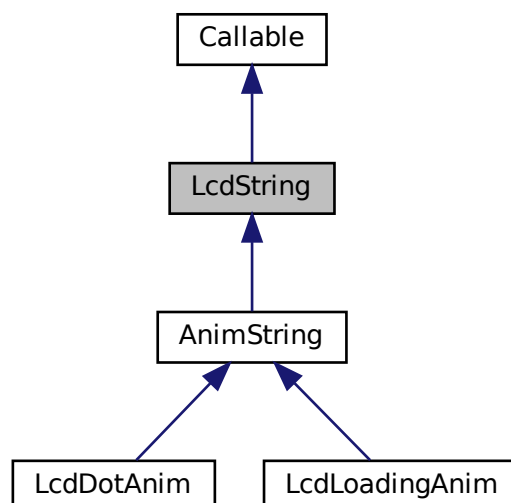 Callable
LcdString
AnimString
LcdDotAnim
LcdLoadingAnim